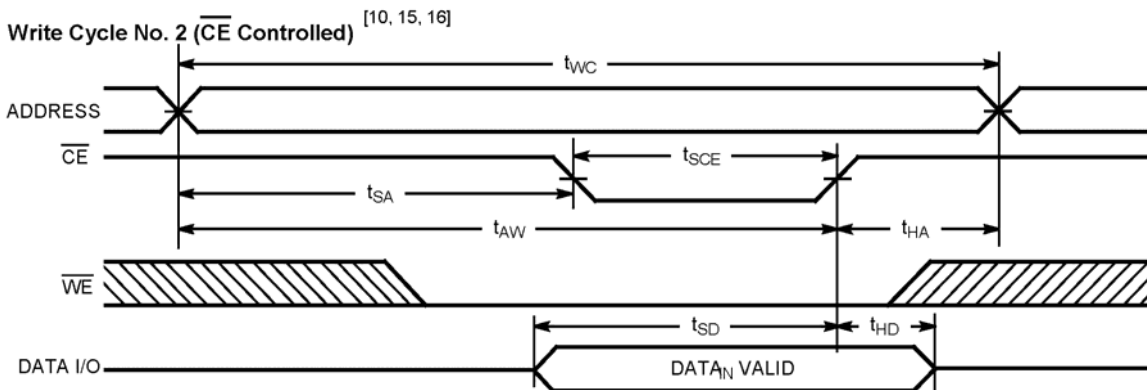 Write Cycle No. 2 (CE Controlled) [10, 15, 16]
tWC
ADDRESS
CE
tSCE
tSA
tAW
tHA
WE
tSD
tHD
DATA I/O
DATAN VALID